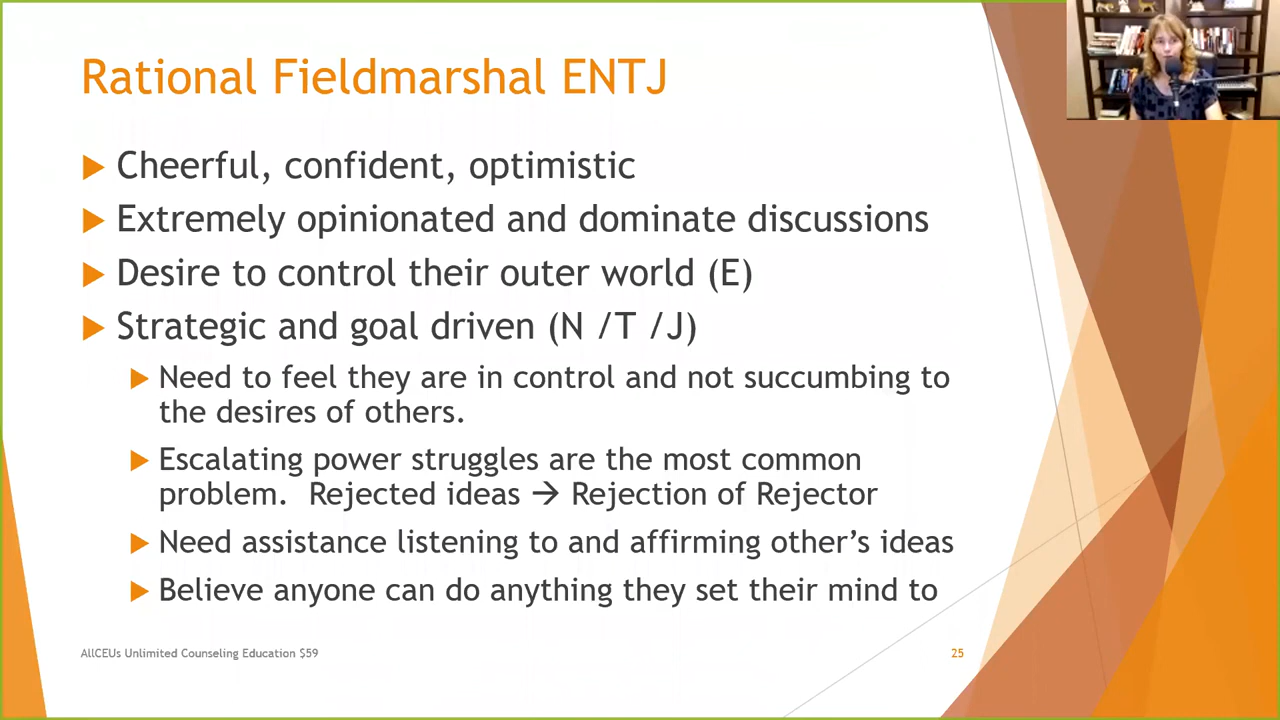 Rational Fieldmarshal ENTJ
Cheerful, confident, optimistic
Extremely opinionated and dominate discussions
Desire to control their outer world (E)
Strategic and goal driven (N /T /J)
Need to feel they are in control and not succumbing to
the desires of others.
Escalating power struggles are the most common
problem.  Rejected ideas → Rejection of Rejector
Need assistance listening to and affirming other’s ideas
Believe anyone can do anything they set their mind to
AllCEUs Unlimited Counseling Education $59
25